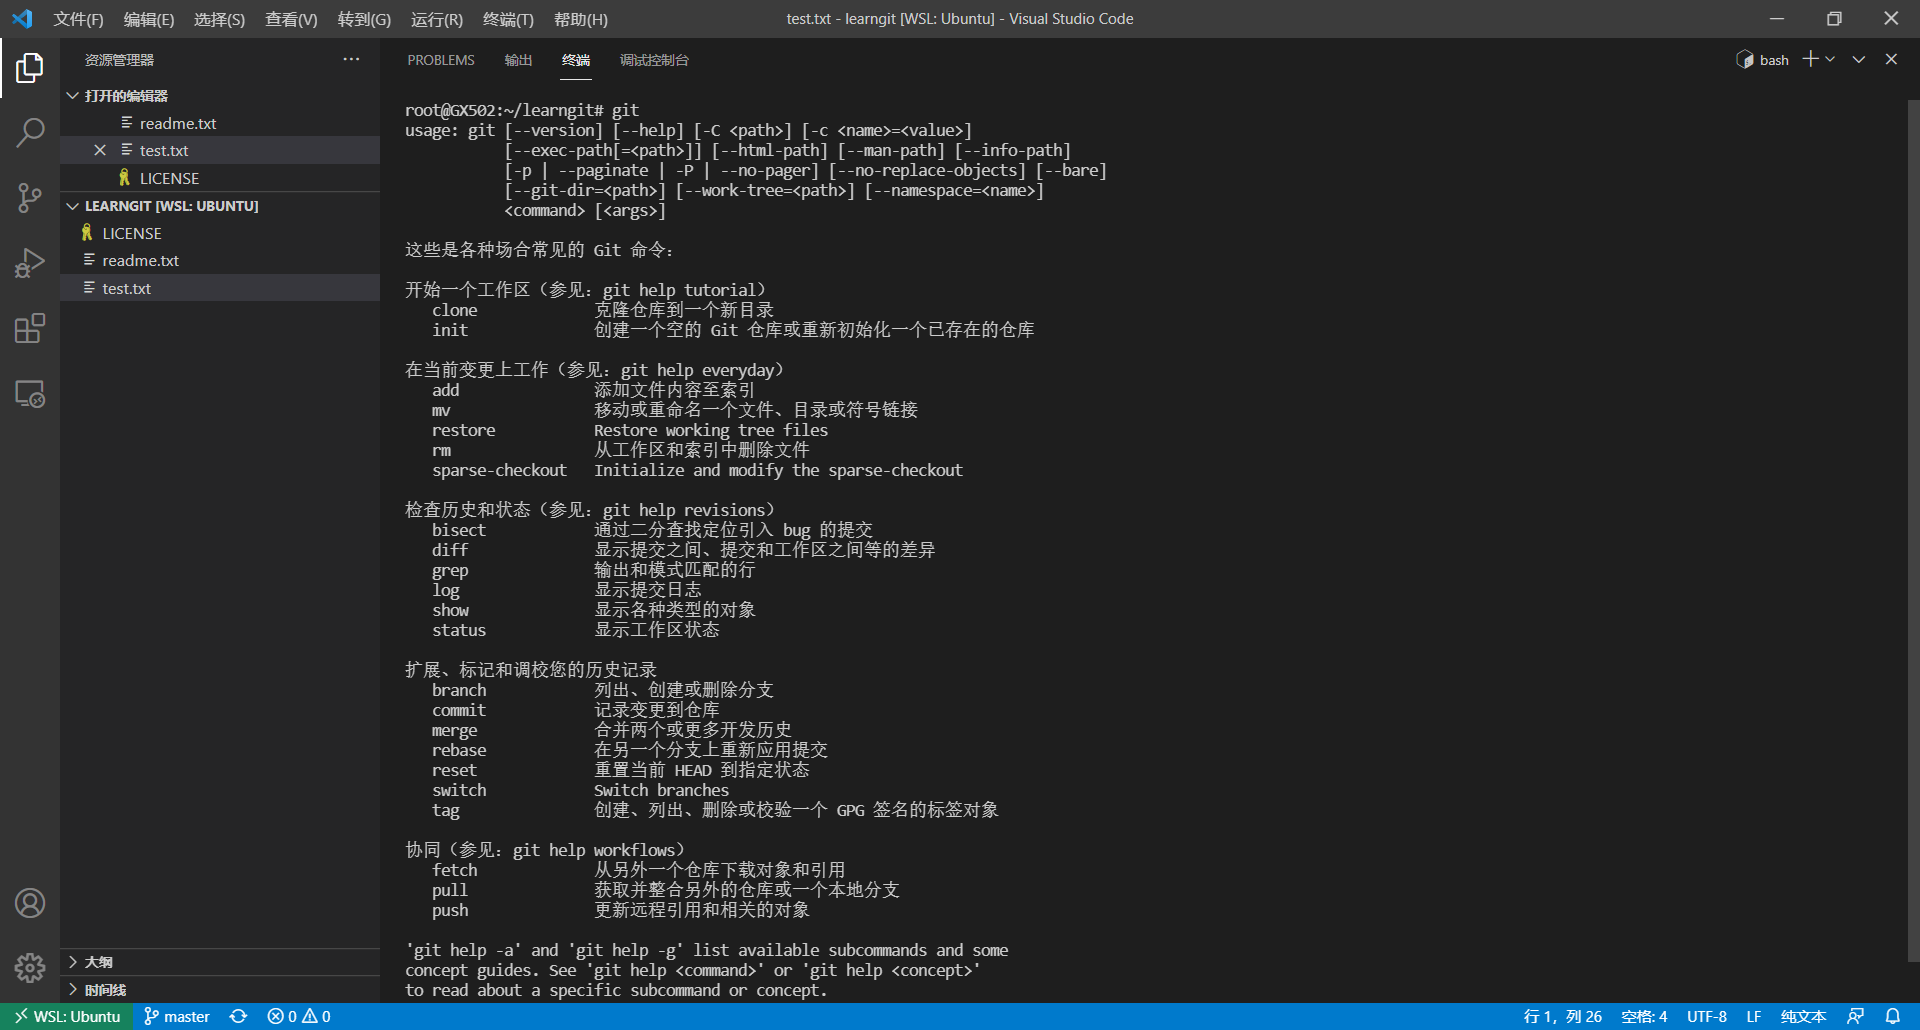 文件(F) 编辑(E) 选择(S) 查看(V) 转到(G) 运行(R) 终端(T) 帮助(H) test.txt - learngit [WSL: Ubuntu] - Visual Studio Code
资源管理器
打开的编辑器
readme.txt
test.txt
LICENSE
LEARNGIT [WSL: UBUNTU]
LICENSE
readme.txt
test.txt
大纲
时间线
PROBLEMS 输出 终端 调试控制台 bash
root@GX502:~/learngit# git
usage: git [--version] [--help] [-C <path>] [-c <name>=<value>]
[--exec-path[=<path>]] [--html-path] [--man-path] [--info-path]
[-p | --paginate | -P | --no-pager] [--no-replace-objects] [--bare]
[--git-dir=<path>] [--work-tree=<path>] [--namespace=<name>]
<command> [<args>]
这些是各种场合常见的 Git 命令：
开始一个工作区（参见：git help tutorial）
clone 克隆仓库到一个新目录
init 创建一个空的 Git 仓库或重新初始化一个已存在的仓库
在当前变更上工作（参见：git help everyday）
add 添加文件内容至索引
mv 移动或重命名一个文件、目录或符号链接
restore Restore working tree files
rm 从工作区和索引中删除文件
sparse-checkout Initialize and modify the sparse-checkout
检查历史和状态（参见：git help revisions）
bisect 通过二分查找定位引入 bug 的提交
diff 显示提交之间、提交和工作区之间等的差异
grep 输出和模式匹配的行
log 显示提交日志
show 显示各种类型的对象
status 显示工作区状态
扩展、标记和调校您的历史记录
branch 列出、创建或删除分支
commit 记录变更到仓库
merge 合并两个或更多开发历史
rebase 在另一个分支上重新应用提交
reset 重置当前 HEAD 到指定状态
switch Switch branches
tag 创建、列出、删除或校验一个 GPG 签名的标签对象
协同（参见：git help workflows）
fetch 从另外一个仓库下载对象和引用
pull 获取并整合另外的仓库或一个本地分支
push 更新远程引用和相关的对象
'git help -a' and 'git help -g' list available subcommands and some
concept guides. See 'git help <command>' or 'git help <concept>'
to read about a specific subcommand or concept.
WSL: Ubuntu master 0 0 行 1，列 26 空格: 4 UTF-8 LF 纯文本